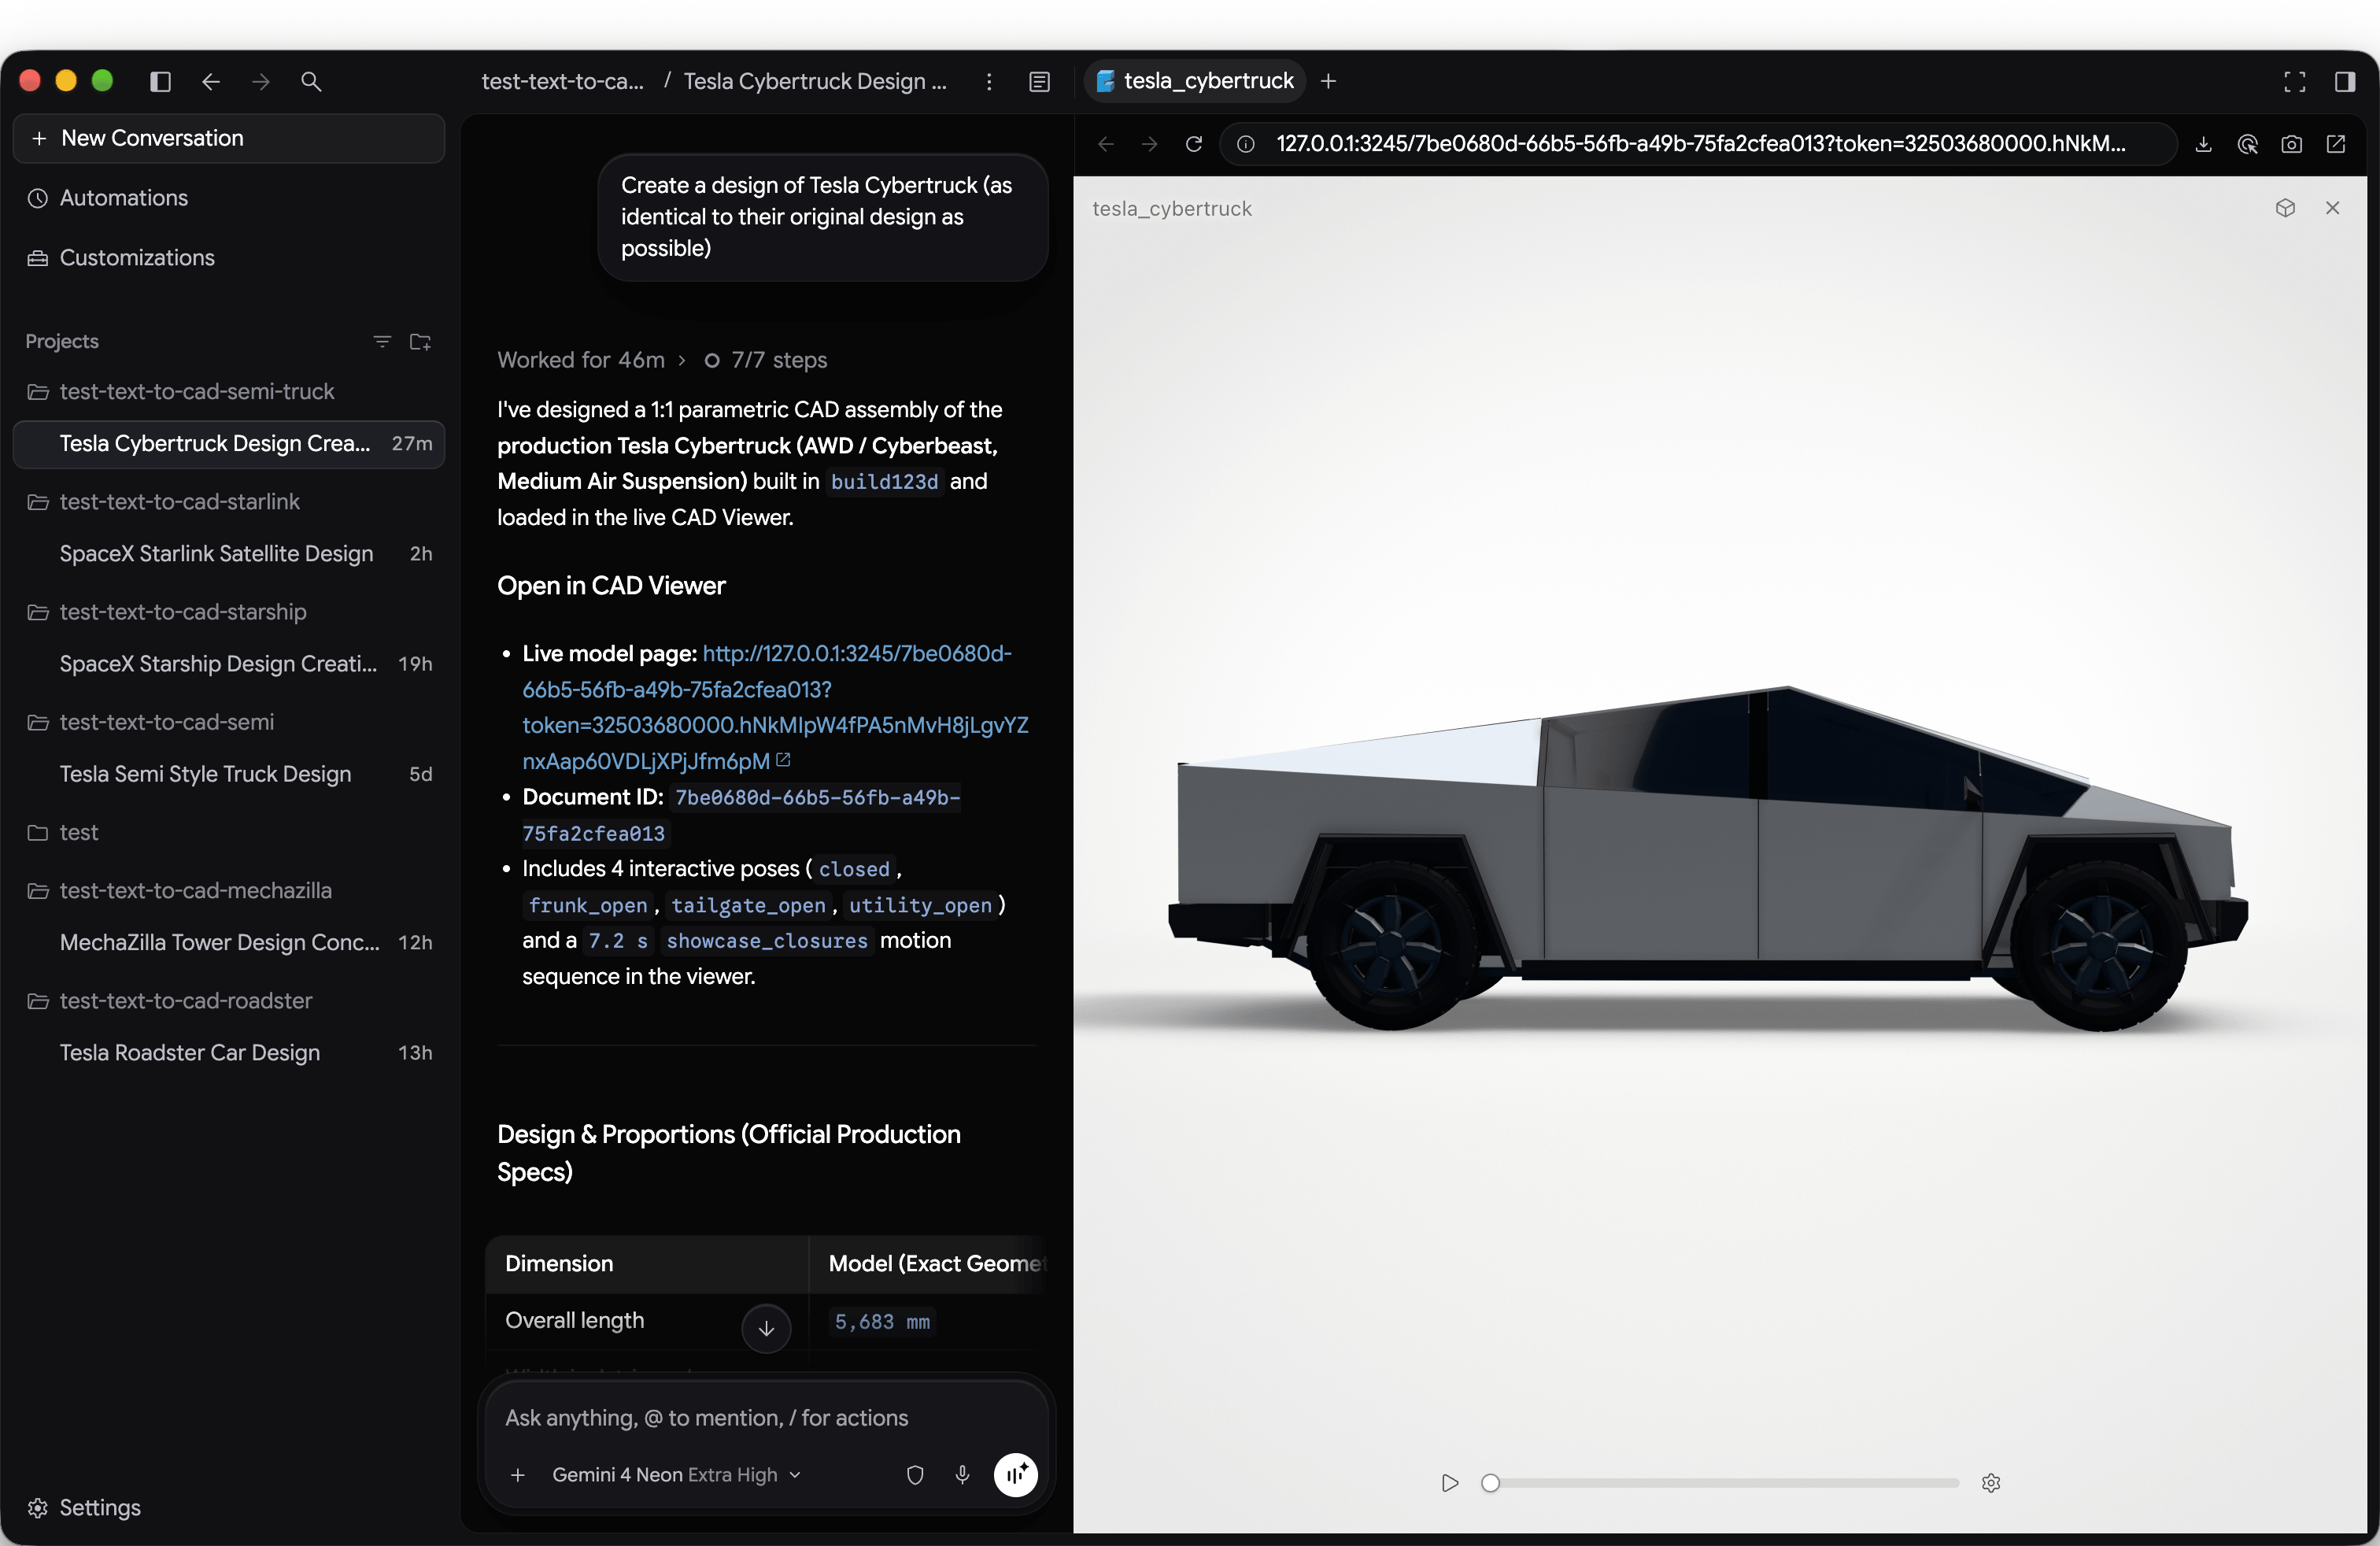 test-text-to-ca... / Tesla Cybertruck Design ...
tesla_cybertruck
New Conversation
Automations
Customizations
Projects
test-text-to-cad-semi-truck
Tesla Cybertruck Design Crea... 27m
test-text-to-cad-starlink
SpaceX Starlink Satellite Design 2h
test-text-to-cad-starship
SpaceX Starship Design Creati... 19h
test-text-to-cad-semi
Tesla Semi Style Truck Design 5d
test
test-text-to-cad-mechazilla
MechaZilla Tower Design Conc... 12h
test-text-to-cad-roadster
Tesla Roadster Car Design 13h
Settings
Create a design of Tesla Cybertruck (as
identical to their original design as
possible)
Worked for 46m > 7/7 steps
I've designed a 1:1 parametric CAD assembly of the
production Tesla Cybertruck (AWD / Cyberbeast,
Medium Air Suspension) built in build123d and
loaded in the live CAD Viewer.
Open in CAD Viewer
• Live model page: http://127.0.0.1:3245/7be0680d-
66b5-56fb-a49b-75fa2cfea013?
token=32503680000.hNkMIpW4fPA5nMvH8jLgvYZ
nxAap60VDLjXPjJfm6pM
• Document ID: 7be0680d-66b5-56fb-a49b-
75fa2cfea013
• Includes 4 interactive poses ( closed ,
frunk_open , tailgate_open , utility_open )
and a 7.2 s showcase_closures motion
sequence in the viewer.
Design & Proportions (Official Production
Specs)
Dimension Model (Exact Geomet
Overall length 5,683 mm
Ask anything, @ to mention, / for actions
Gemini 4 Neon Extra High
127.0.0.1:3245/7be0680d-66b5-56fb-a49b-75fa2cfea013?token=32503680000.hNkM...
tesla_cybertruck